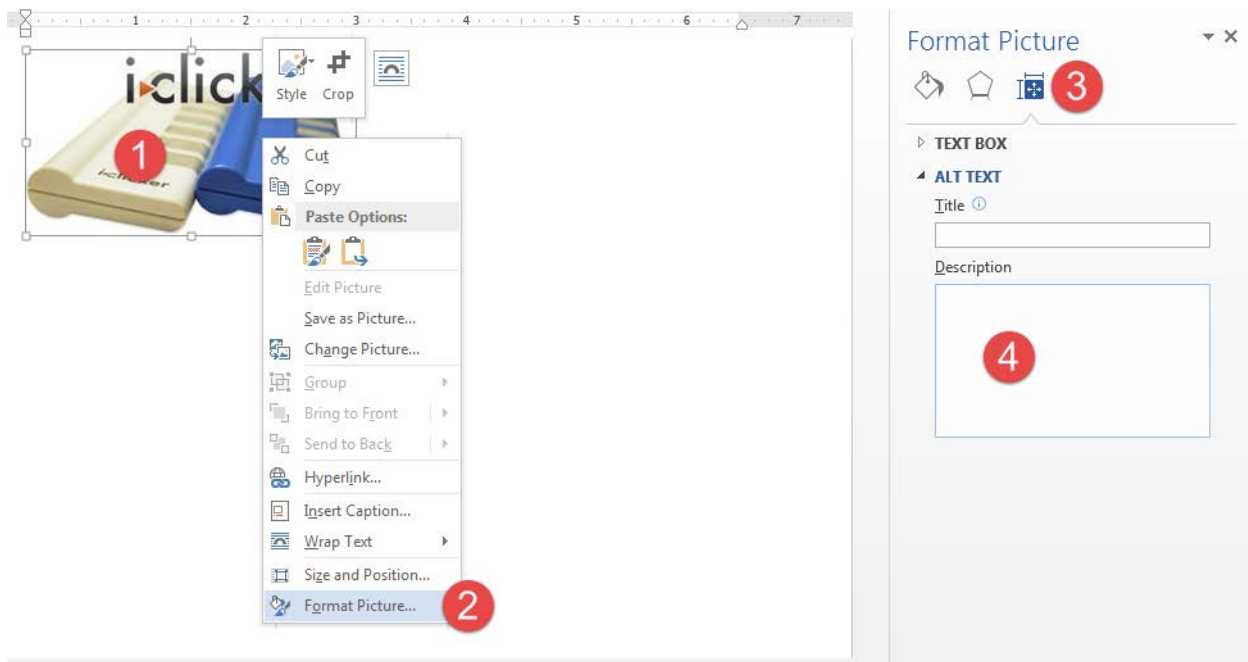 1 2 3 4 5 6 7
i click
i clicker
1
Style Crop
Cut
Copy
Paste Options:
Edit Picture
Save as Picture...
Change Picture...
Group
Bring to Front
Send to Back
Hyperlink...
Insert Caption...
Wrap Text
Size and Position...
Format Picture...
2
Format Picture
3
TEXT BOX
ALT TEXT
Title
Description
4